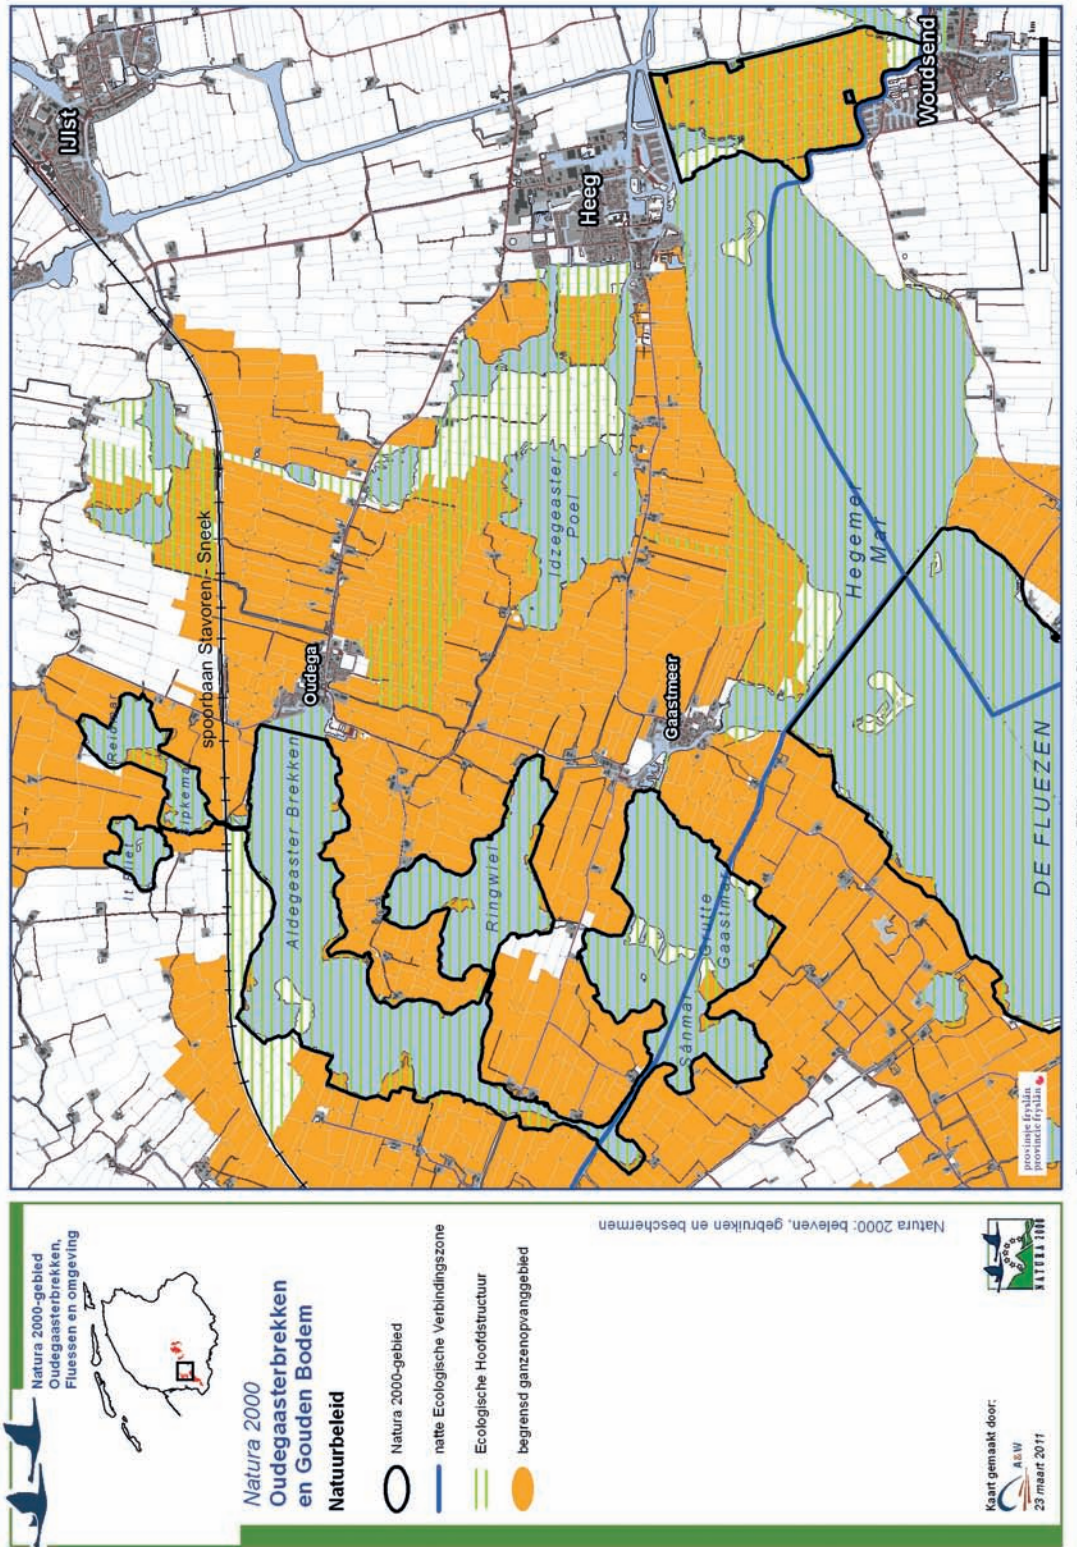 Natura 2000-gebied
Oudegaasterbrekken,
Fluessen en omgeving
Natura 2000
Oudegaasterbrekken
en Gouden Bodem
Natuurbeleid
Natura 2000-gebied
natte Ecologische Verbindingszone
Ecologische Hoofdstructuur
begrensd ganzenopvanggebied
Natura 2000: beleven, gebruiken en beschermen
Kaart gemaakt door:
A&W
23 maart 2011
NATURA 2000
IJlst
spoorbaan Stavoren - Sneek
Oudega
Heeg
Woudsend
Gaastmeer
Aldegeaster Brekken
Ringwiel
Idzegeaster
Poel
Hegemer
Mar
Grutte
Gaastmar
Sânmar
DE FLUEZEN
provinsje fryslân
provincie fryslân
km